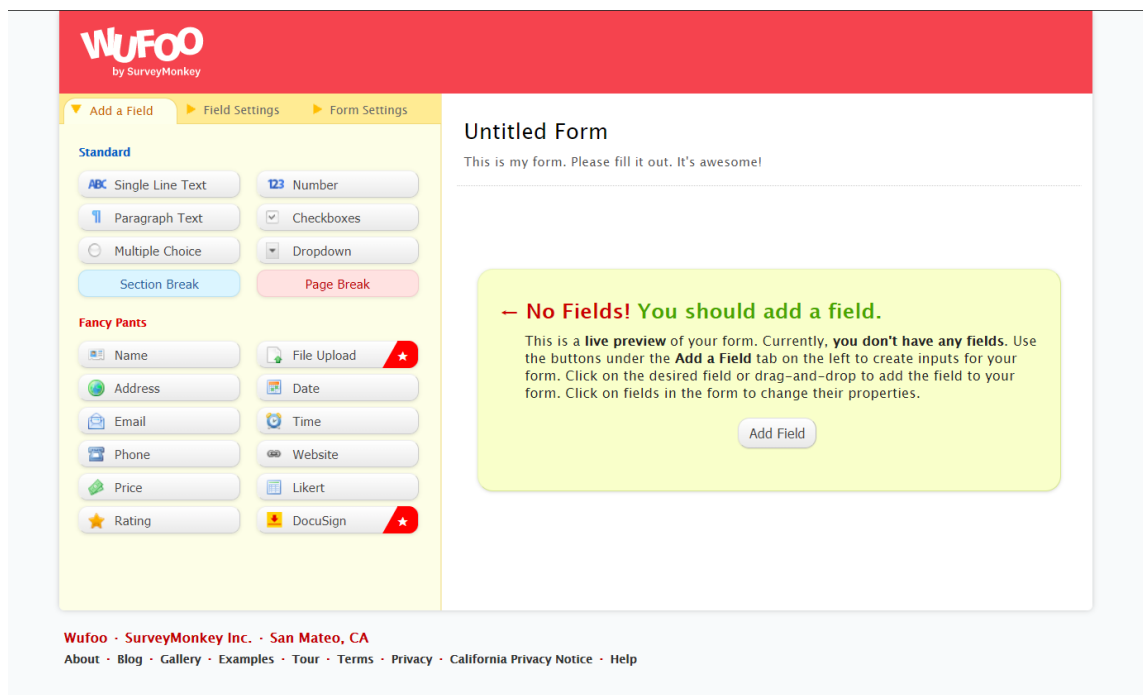 WUFOO
by SurveyMonkey
Add a Field
Field Settings
Form Settings
Standard
ABC Single Line Text
123 Number
Paragraph Text
Checkboxes
Multiple Choice
Dropdown
Section Break
Page Break
Fancy Pants
Name
File Upload
Address
Date
Email
Time
Phone
Website
Price
Likert
Rating
DocuSign
Untitled Form
This is my form. Please fill it out. It's awesome!
← No Fields! You should add a field.
This is a live preview of your form. Currently, you don't have any fields. Use
the buttons under the Add a Field tab on the left to create inputs for your
form. Click on the desired field or drag-and-drop to add the field to your
form. Click on fields in the form to change their properties.
Add Field
Wufoo · SurveyMonkey Inc. · San Mateo, CA
About · Blog · Gallery · Examples · Tour · Terms · Privacy · California Privacy Notice · Help